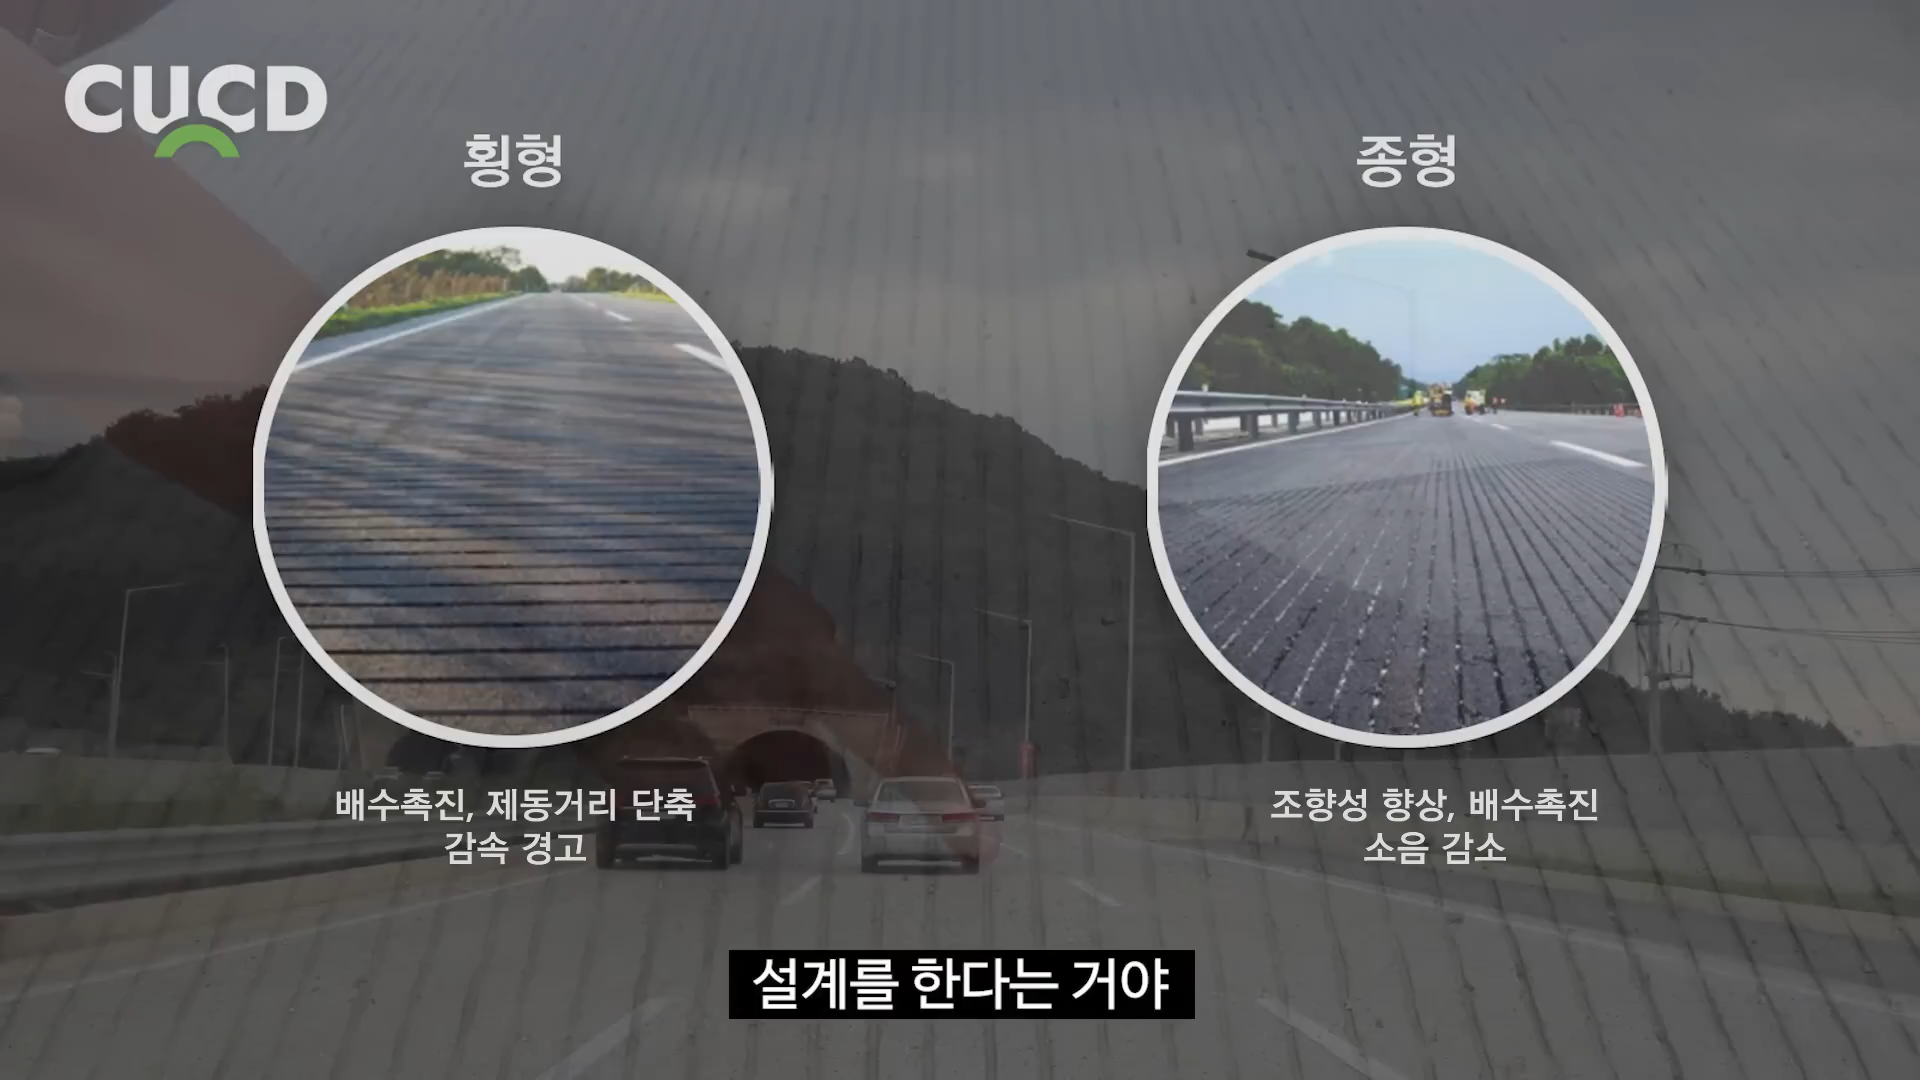 CUCD
횡형
종형
배수촉진, 제동거리 단축
감속 경고
조향성 향상, 배수촉진
소음 감소
설계를 한다는 거야